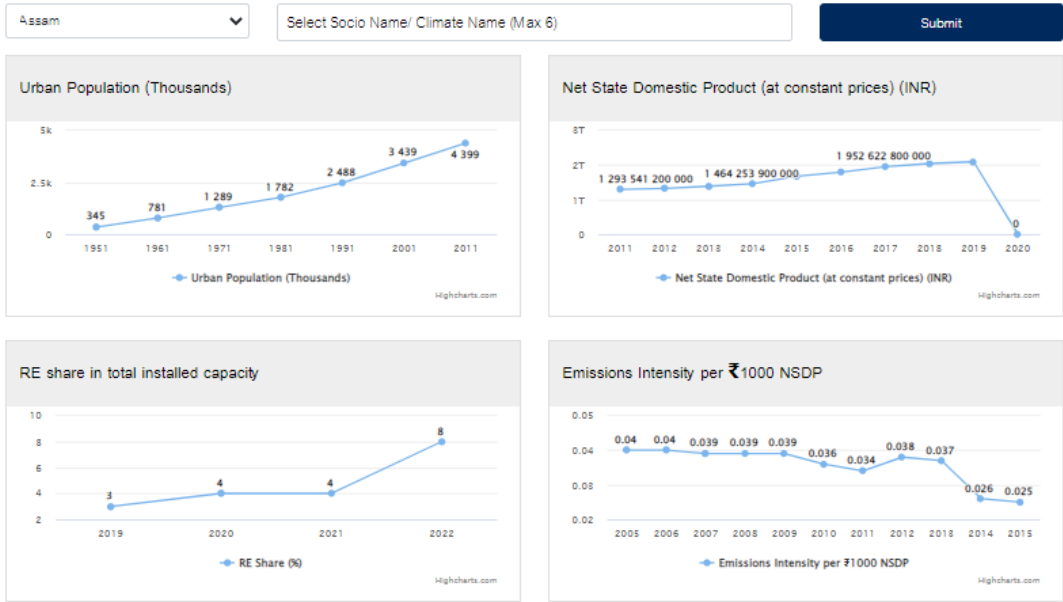 Assam
Select Socio Name/ Climate Name (Max 6)
Submit
Urban Population (Thousands)
5k
2.5k
0
345
781
1 289
1 782
2 488
3 439
4 399
1951 1961 1971 1981 1991 2001 2011
Urban Population (Thousands)
Highcharts.com
Net State Domestic Product (at constant prices) (INR)
3T
2T
1T
0
1 293 541 200 000
1 464 253 900 000
1 952 622 800 000
0
2011 2012 2013 2014 2015 2016 2017 2018 2019 2020
Net State Domestic Product (at constant prices) (INR)
Highcharts.com
RE share in total installed capacity
10
8
6
4
2
3
4
4
8
2019 2020 2021 2022
RE Share (%)
Highcharts.com
Emissions Intensity per ₹1000 NSDP
0.05
0.04
0.03
0.02
0.04 0.04 0.039 0.039 0.039 0.036 0.034 0.038 0.037 0.026 0.025
2005 2006 2007 2008 2009 2010 2011 2012 2013 2014 2015
Emissions Intensity per ₹1000 NSDP
Highcharts.com